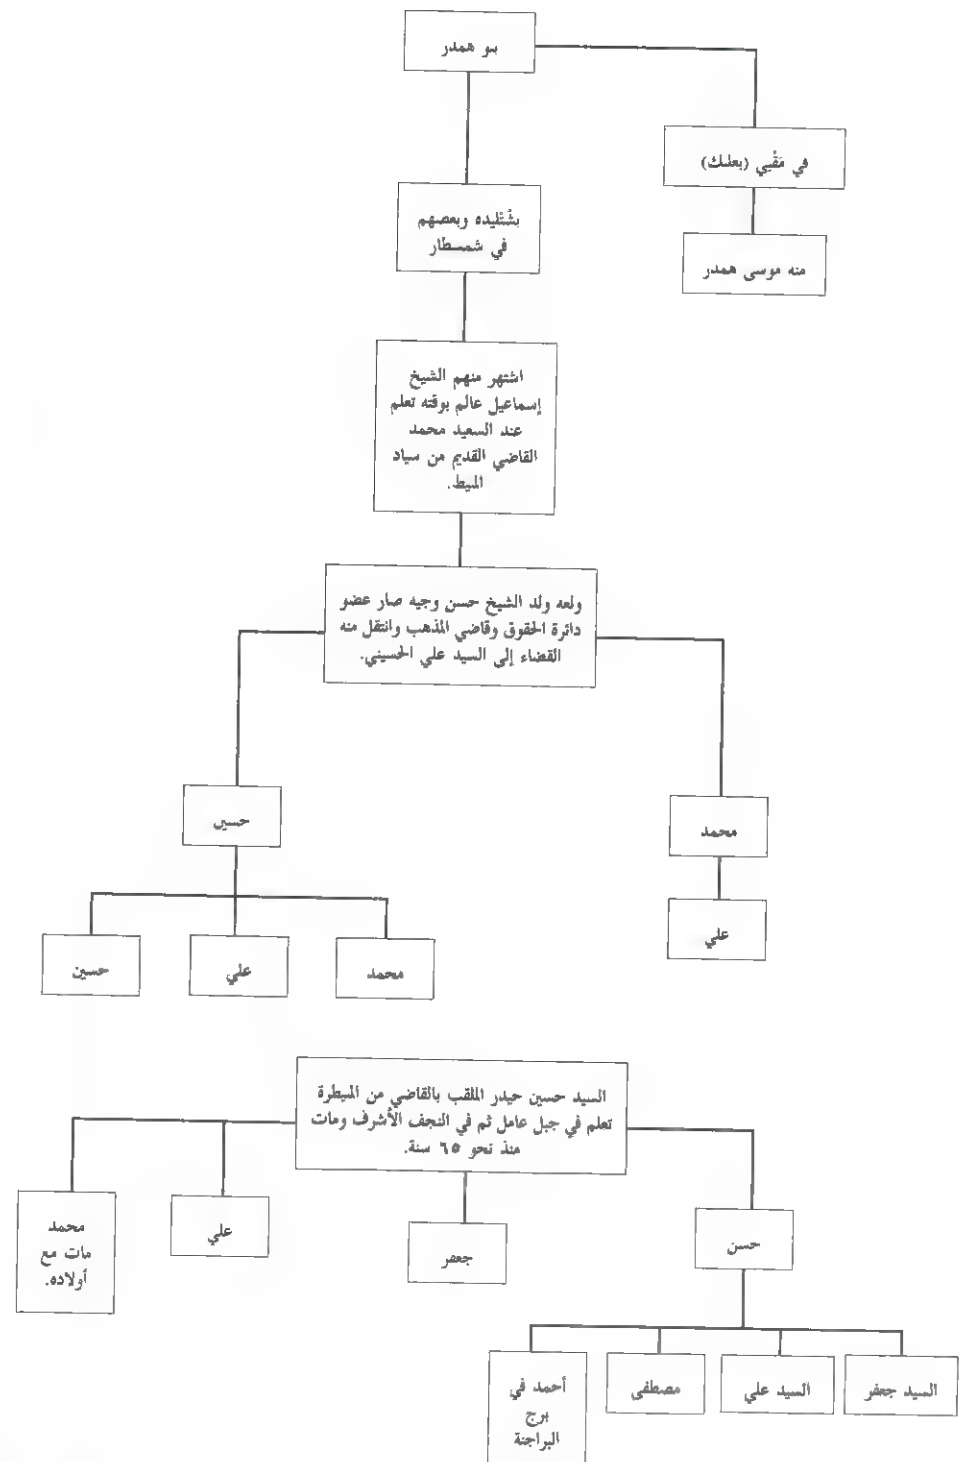 بنو همدر
في مَقْبي (بعلبك)
منه موسى همدر
بشْتَليده وبعضهم
في شمسطار
اشتهر منهم الشيخ
إسماعيل عالم بوقته تعلم
عند السعيد محمد
القاضي القديم من سياد
الميط.
ولعه ولد الشيخ حسن وجيه صار عضو
دائرة الحقوق وقاضي المذهب وانتقل منه
القضاء إلى السيد علي الحسيني.
حسين
محمد
علي
محمد
علي
حسين
السيد حسين حيدر الملقب بالقاضي من الميطرة
تعلم في جبل عامل ثم في النجف الأشرف ومات
منذ نحو ٦٥ سنة.
حسن
جعفر
علي
محمد
مات مع
أولاده.
السيد جعفر
السيد علي
مصطفى
أحمد في
برج
البراجنة